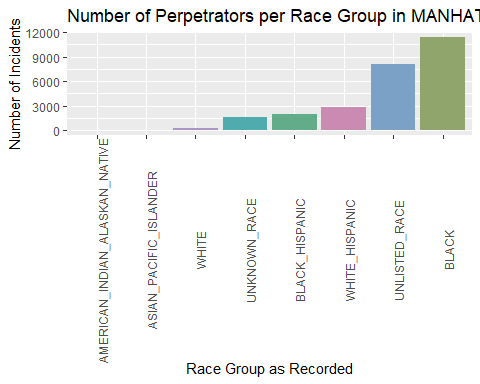 Number of Perpetrators per Race Group in MANHAT
Number of Incidents
12000
9000
6000
3000
0
AMERICAN_INDIAN_ALASKAN_NATIVE
ASIAN_PACIFIC_ISLANDER
WHITE
UNKNOWN_RACE
BLACK_HISPANIC
WHITE_HISPANIC
UNLISTED_RACE
BLACK
Race Group as Recorded